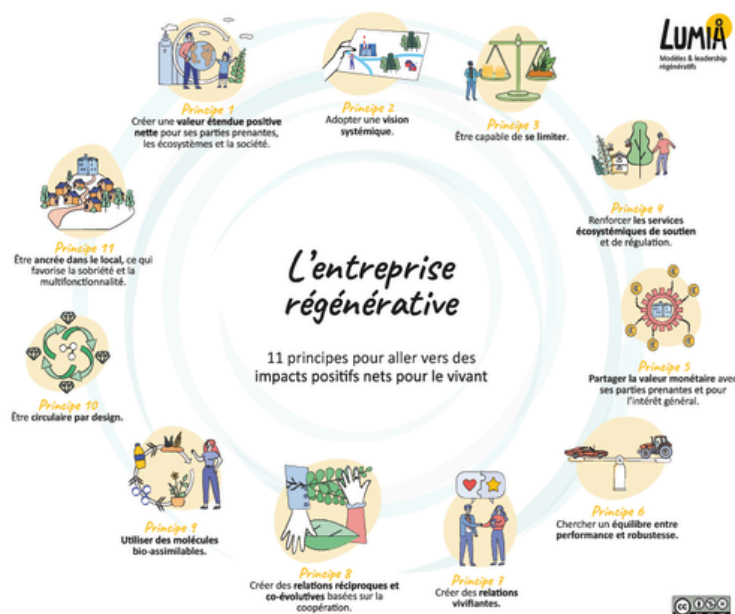 LUMIÅ
Modèles & leadership
régénératifs
Principe 1
Créer une valeur étendue positive
nette pour ses parties prenantes,
les écosystèmes et la société.
Principe 2
Adopter une vision
systémique.
Principe 3
Être capable de se limiter.
Principe 4
Renforcer les services
écosystémiques de soutien
et de régulation.
Principe 5
Partager la valeur monétaire avec
ses parties prenantes et pour
l'intérêt général.
Principe 6
Chercher un équilibre entre
performance et robustesse.
Principe 7
Créer des relations
vivifiantes.
Principe 8
Créer des relations réciproques et
co-évolutives basées sur la
coopération.
Principe 9
Utiliser des molécules
bio-assimilables.
Principe 10
Être circulaire par design.
Principe 11
Être ancrée dans le local, ce qui
favorise la sobriété et la
multifonctionnalité.
L'entreprise
régénérative
11 principes pour aller vers des
impacts positifs nets pour le vivant
cc